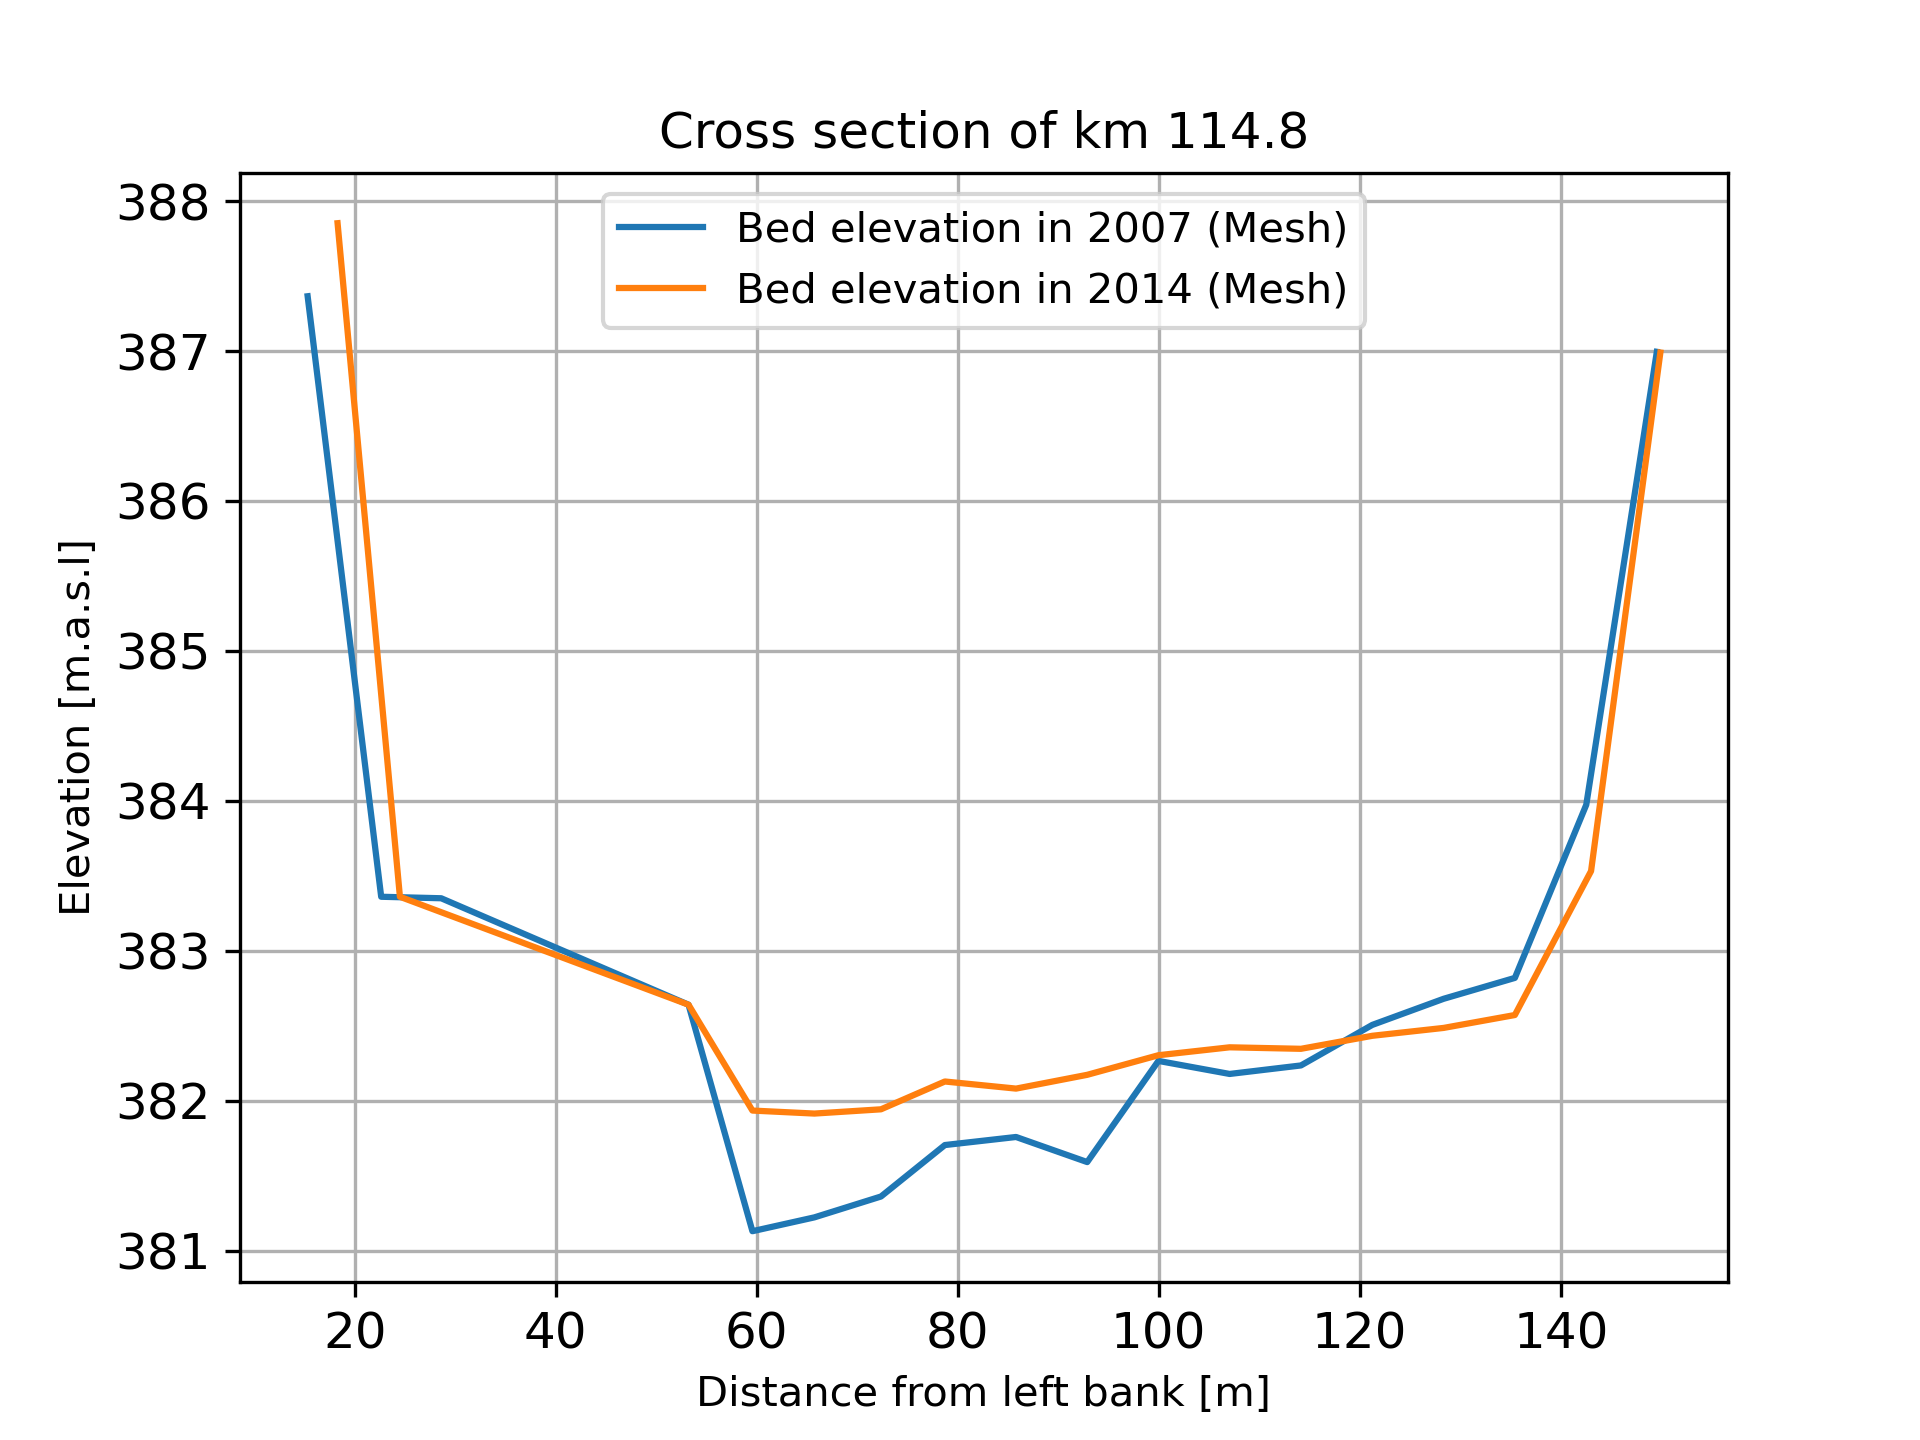 Cross section of km 114.8
Bed elevation in 2007 (Mesh)
Bed elevation in 2014 (Mesh)
388
387
386
385
384
383
382
381
Elevation [m.a.s.l]
20 40 60 80 100 120 140
Distance from left bank [m]